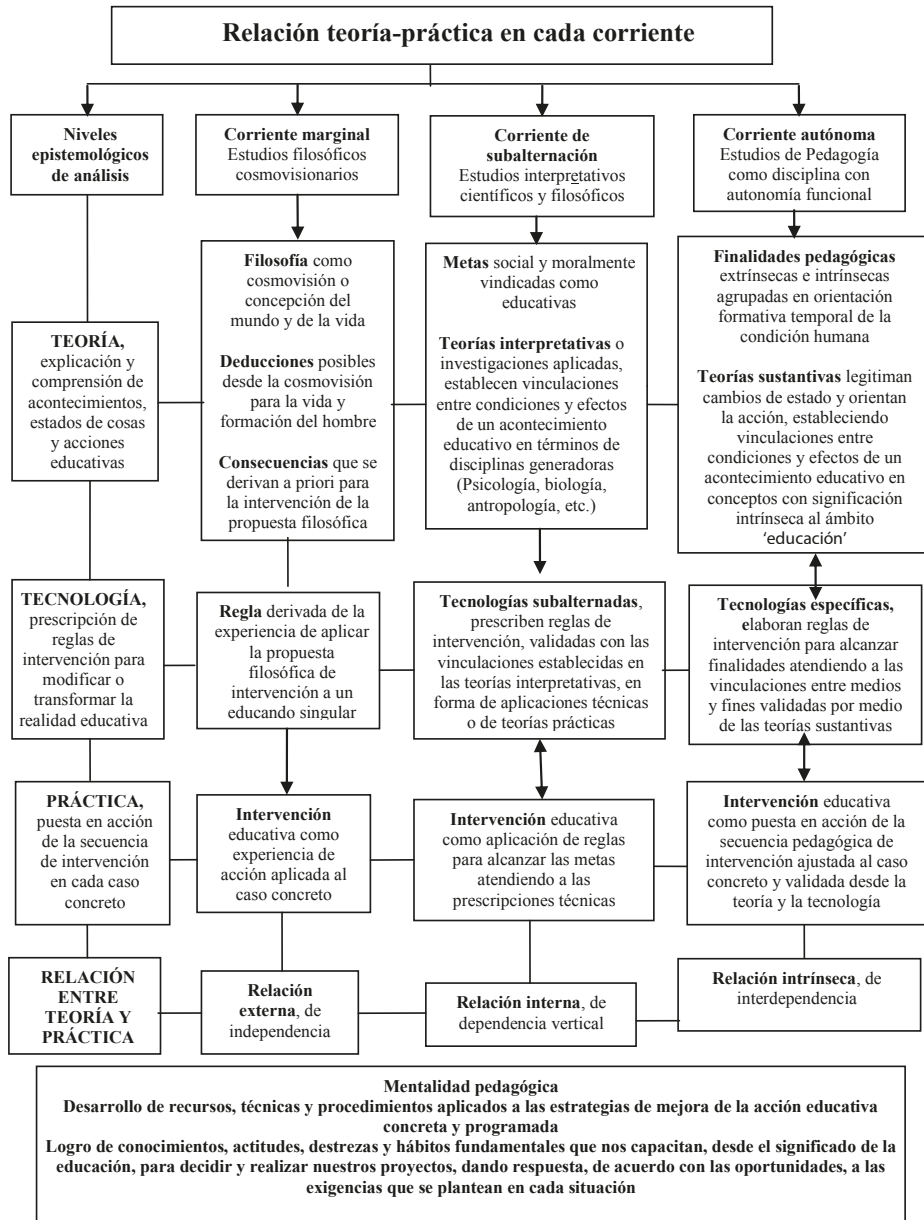 Relación teoría-práctica en cada corriente
Niveles
epistemológicos
de análisis
Corriente marginal
Estudios filosóficos
cosmovisionarios
Corriente de
subalternación
Estudios interpretativos
científicos y filosóficos
Corriente autónoma
Estudios de Pedagogía
como disciplina con
autonomía funcional
TEORÍA,
explicación y
comprensión de
acontecimientos,
estados de cosas
y acciones
educativas
Filosofía como
cosmovisión o
concepción del
mundo y de la vida
Deducciones posibles
desde la cosmovisión
para la vida y
formación del hombre
Consecuencias que se
derivan a priori para
la intervención de la
propuesta filosófica
Metas social y moralmente
vindicadas como
educativas
Teorías interpretativas o
investigaciones aplicadas,
establecen vinculaciones
entre condiciones y efectos
de un acontecimiento
educativo en términos de
disciplinas generadoras
(Psicología, biología,
antropología, etc.)
Finalidades pedagógicas
extrínsecas e intrínsecas
agrupadas en orientación
formativa temporal de la
condición humana
Teorías sustantivas legitiman
cambios de estado y orientan
la acción, estableciendo
vinculaciones entre
condiciones y efectos de un
acontecimiento educativo en
conceptos con significación
intrínseca al ámbito
'educación'
TECNOLOGÍA,
prescripción de
reglas de
intervención para
modificar o
transformar la
realidad educativa
Regla derivada de la
experiencia de aplicar
la propuesta
filosófica de
intervención a un
educando singular
Tecnologías subalternadas,
prescriben reglas de
intervención, validadas con las
vinculaciones establecidas en
las teorías interpretativas, en
forma de aplicaciones técnicas
o de teorías prácticas
Tecnologías específicas,
elaboran reglas de
intervención para alcanzar
finalidades atendiendo a las
vinculaciones entre medios
y fines validadas por medio
de las teorías sustantivas
PRÁCTICA,
puesta en acción
de la secuencia
de intervención
en cada caso
concreto
Intervención
educativa como
experiencia de
acción aplicada al
caso concreto
Intervención educativa
como aplicación de reglas
para alcanzar las metas
atendiendo a las
prescripciones técnicas
Intervención educativa
como puesta en acción de la
secuencia pedagógica de
intervención ajustada al caso
concreto y validada desde la
teoría y la tecnología
RELACIÓN
ENTRE
TEORÍA Y
PRÁCTICA
Relación
externa, de
independencia
Relación interna, de
dependencia vertical
Relación intrínseca, de
interdependencia
Mentalidad pedagógica
Desarrollo de recursos, técnicas y procedimientos aplicados a las estrategias de mejora de la acción educativa
concreta y programada
Logro de conocimientos, actitudes, destrezas y hábitos fundamentales que nos capacitan, desde el significado de la
educación, para decidir y realizar nuestros proyectos, dando respuesta, de acuerdo con las oportunidades, a las
exigencias que se plantean en cada situación